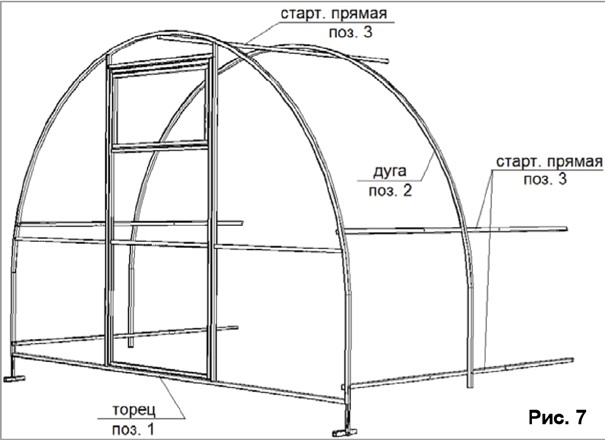 старт. прямая
поз. 3
дуга
поз. 2
старт. прямая
поз. 3
торец
поз. 1
Рис. 7